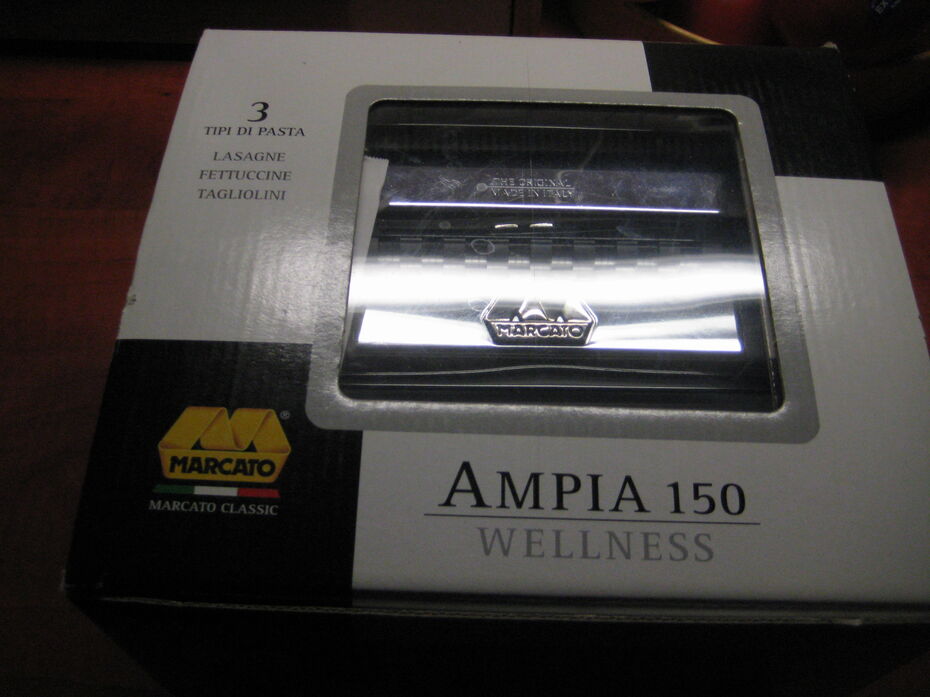 3
TIPI DI PASTA
LASAGNE
FETTUCCINE
TAGLIOLINI
THE ORIGINAL
MADE IN ITALY
MARCATO
MARCATO®
MARCATO CLASSIC
AMPIA 150
WELLNESS